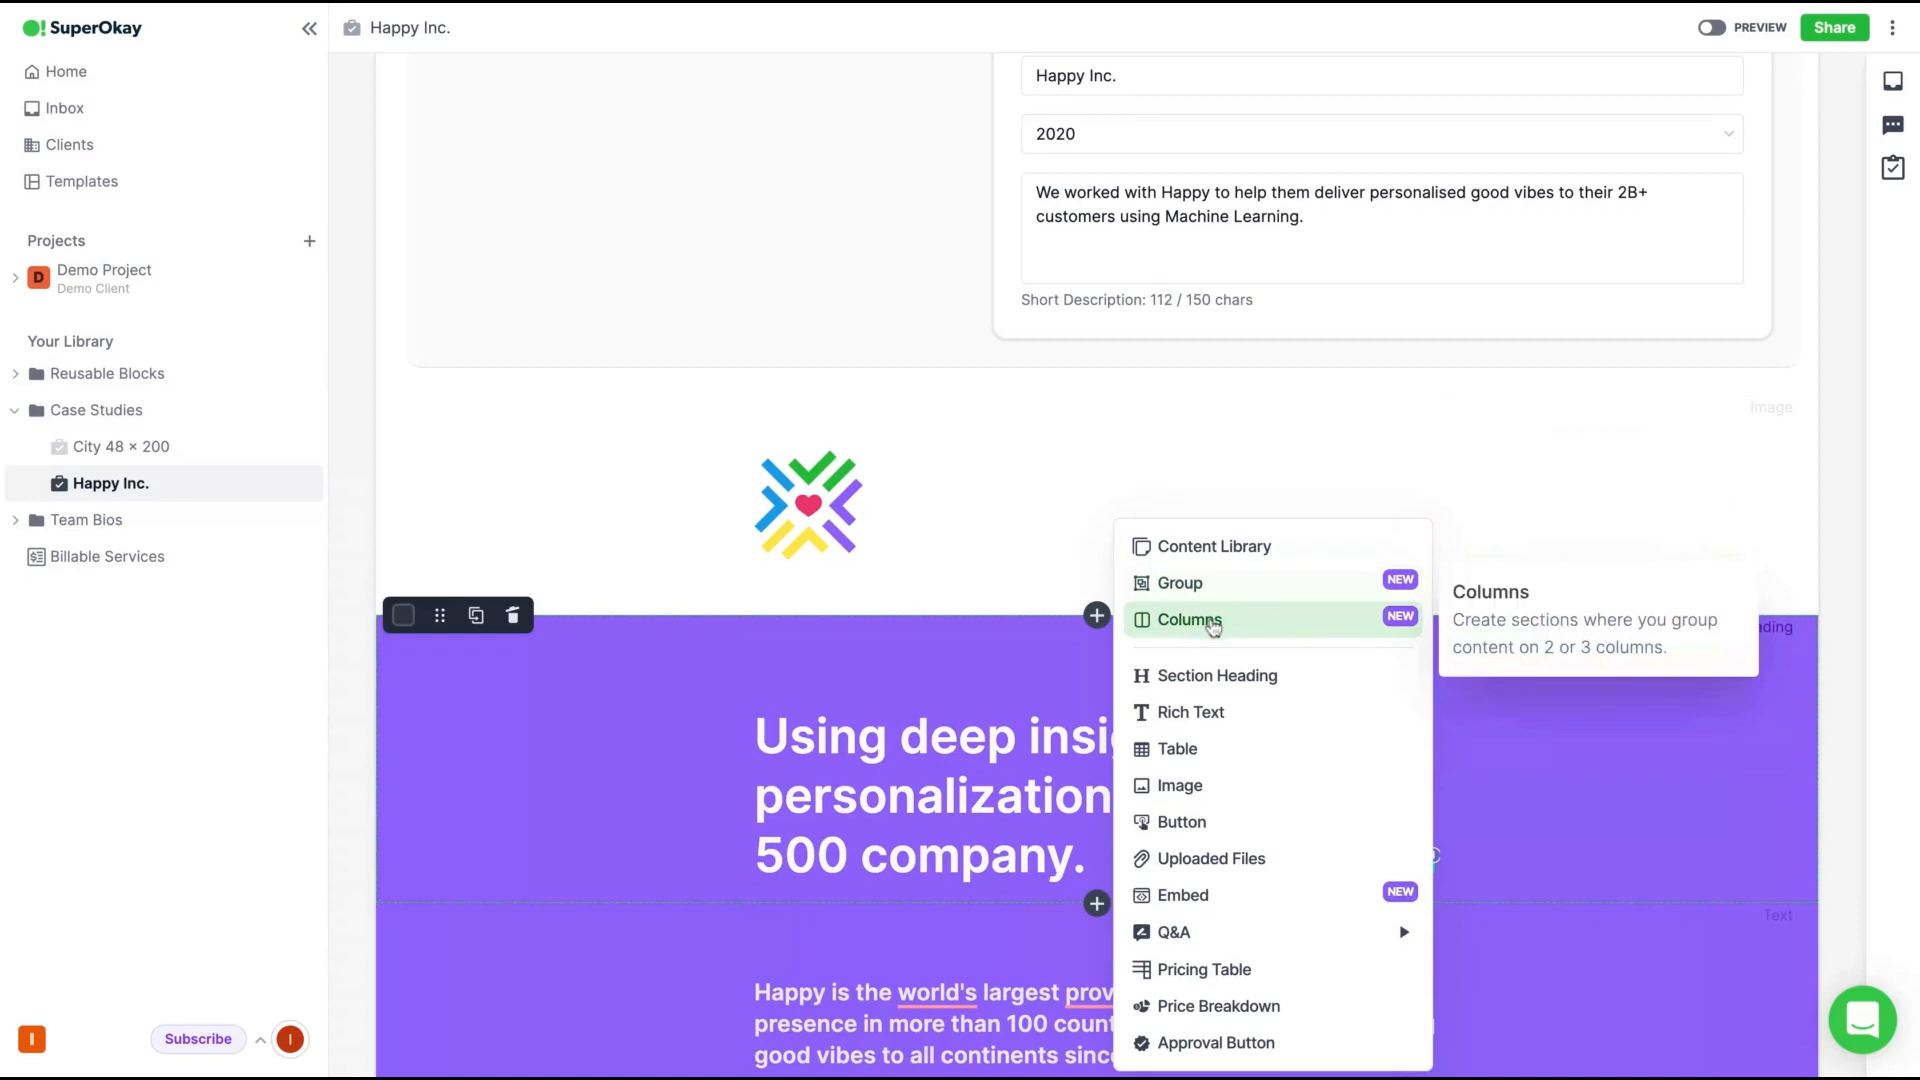 SuperOkay
Happy Inc.
PREVIEW
Share
Home
Inbox
Clients
Templates
Projects
D
Demo Project
Demo Client
Your Library
Reusable Blocks
Case Studies
City 48 × 200
Happy Inc.
Team Bios
Billable Services
I
Subscribe
I
Happy Inc.
2020
We worked with Happy to help them deliver personalised good vibes to their 2B+
customers using Machine Learning.
Short Description: 112 / 150 chars
Image
Content Library
Group NEW
Columns NEW
Section Heading
Rich Text
Table
Image
Button
Uploaded Files
Embed NEW
Q&A
Pricing Table
Price Breakdown
Approval Button
Columns
Create sections where you group
content on 2 or 3 columns.
Using deep
personalization
500 company.
Text
Happy is the world's largest
presence in more than 100
good vibes to all continents